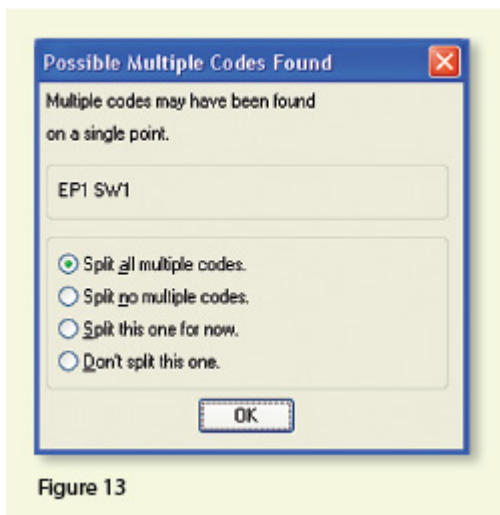 Possible Multiple Codes Found
Multiple codes may have been found
on a single point.
EP1 SW1
Split all multiple codes.
Split no multiple codes.
Split this one for now.
Don't split this one.
OK
Figure 13